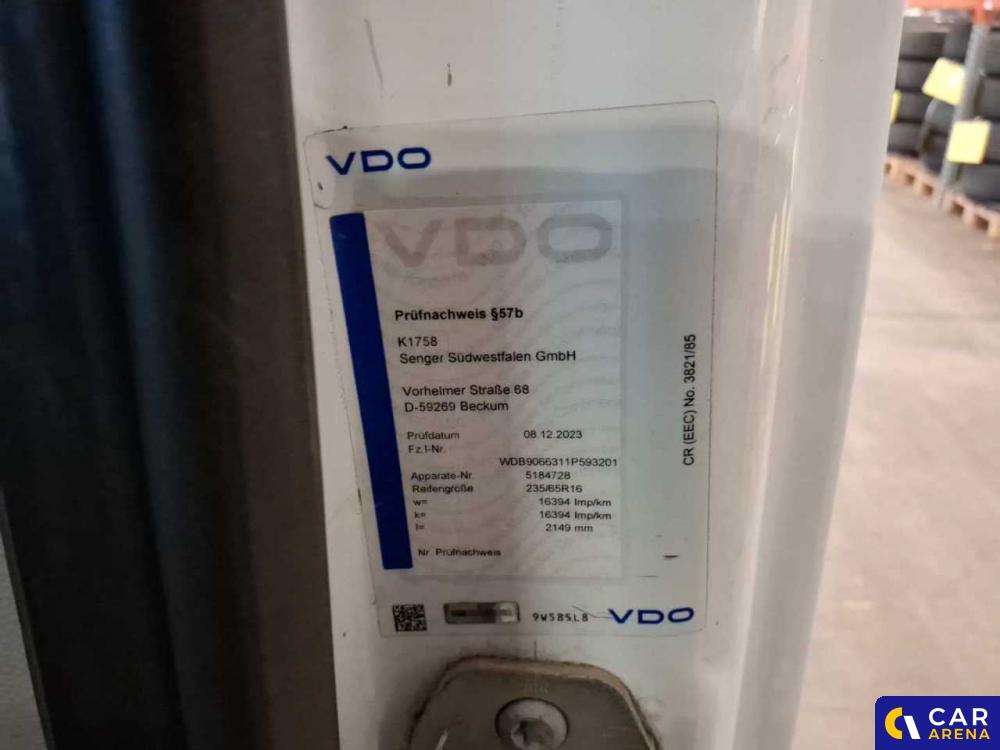 VDO
VDO
Prüfnachweis §57b
K1758
Senger Südwestfalen GmbH
Vorhelmer Straße 68
D-59269 Beckum
Prüfdatum 08.12.2023
Fz.I-Nr.
WDB9066311P593201
Apparate-Nr. 5184728
Reifengröße 235/65R16
w= 16394 Imp/km
k= 16394 Imp/km
l= 2149 mm
Nr. Prüfnachweis
CR (EEC) No. 3821/85
9W585L8 VDO
CAR
ARENA